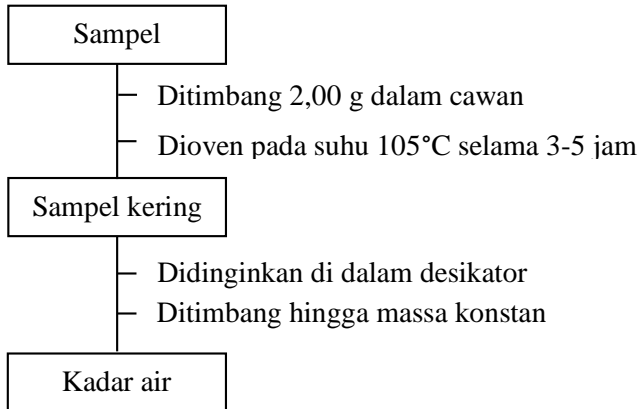 Sampel
Ditimbang 2,00 g dalam cawan
Dioven pada suhu 105°C selama 3-5 jam
Sampel kering
Didinginkan di dalam desikator
Ditimbang hingga massa konstan
Kadar air